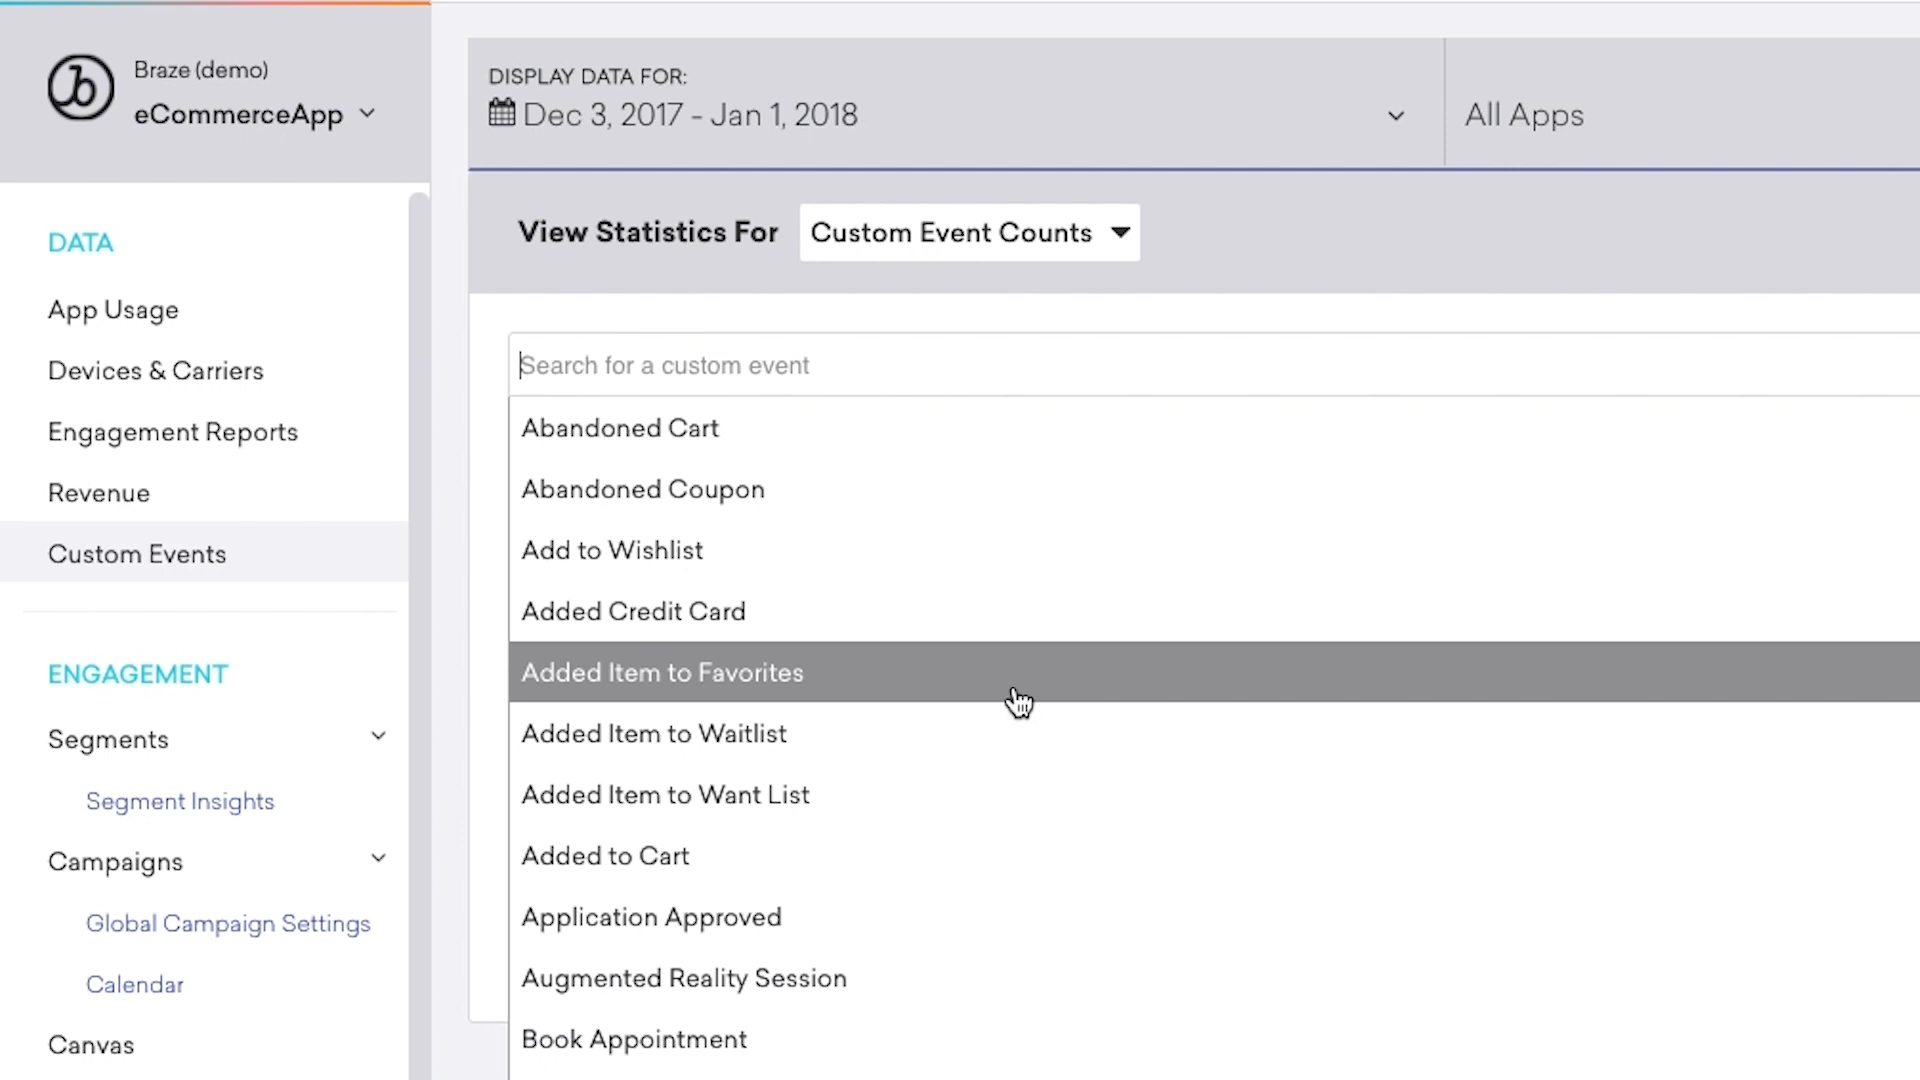 Braze (demo)
eCommerceApp
DATA
App Usage
Devices & Carriers
Engagement Reports
Revenue
Custom Events
ENGAGEMENT
Segments
Segment Insights
Campaigns
Global Campaign Settings
Calendar
Canvas
DISPLAY DATA FOR:
Dec 3, 2017 - Jan 1, 2018
All Apps
View Statistics For Custom Event Counts
Search for a custom event
Abandoned Cart
Abandoned Coupon
Add to Wishlist
Added Credit Card
Added Item to Favorites
Added Item to Waitlist
Added Item to Want List
Added to Cart
Application Approved
Augmented Reality Session
Book Appointment